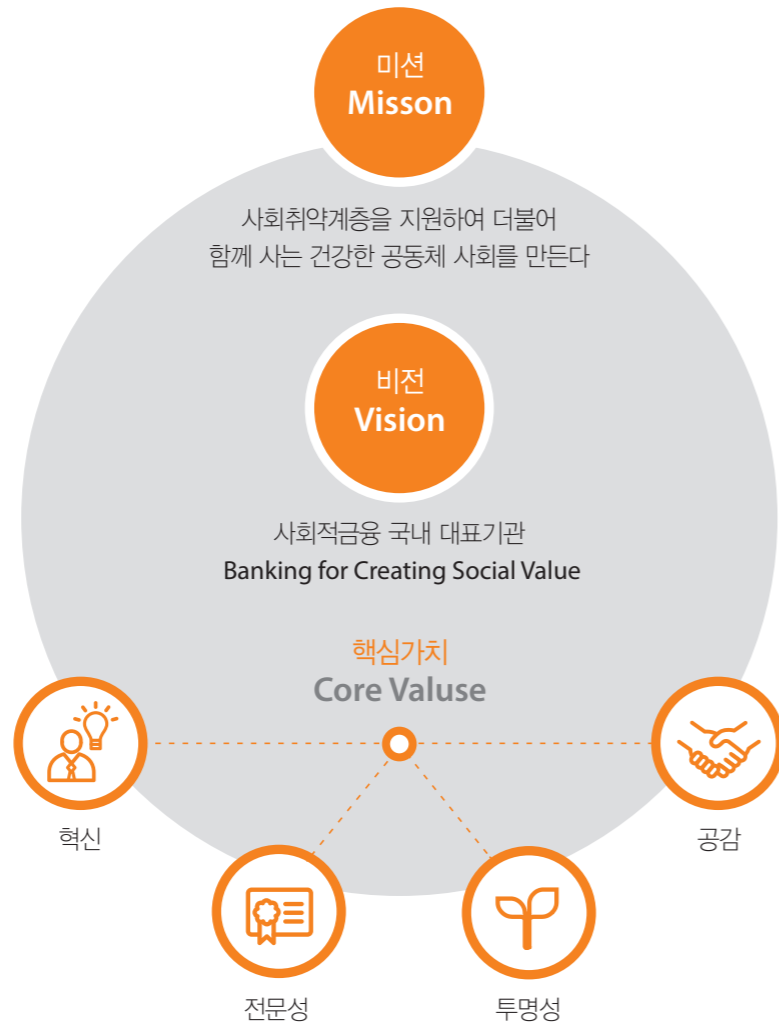 미션
Misson
사회취약계층을 지원하여 더불어
함께 사는 건강한 공동체 사회를 만든다
비전
Vision
사회적금융 국내 대표기관
Banking for Creating Social Value
핵심가치
Core Valuse
혁신
공감
전문성
투명성